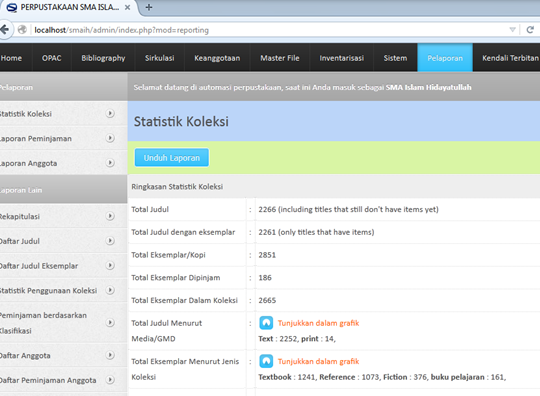 PERPUSTAKAAN SMA ISLA...
localhost/smaih/admin/index.php?mod=reporting
Home OPAC Bibliography Sirkulasi Keanggotaan Master File Inventarisasi Sistem Pelaporan Kendali Terbitan
Pelaporan
Selamat datang di automasi perpustakaan, saat ini Anda masuk sebagai SMA Islam Hidayatullah
Statistik Koleksi
Laporan Peminjaman
Laporan Anggota
Laporan Lain
Rekapitulasi
Daftar Judul
Daftar Judul Eksemplar
Statistik Penggunaan Koleksi
Peminjaman berdasarkan
Klasifikasi
Daftar Anggota
Daftar Peminjaman Anggota
Statistik Koleksi
Unduh Laporan
Ringkasan Statistik Koleksi
Total Judul : 2266 (including titles that still don't have items yet)
Total Judul dengan eksemplar : 2261 (only titles that have items)
Total Eksemplar/Kopi : 2851
Total Eksemplar Dipinjam : 186
Total Eksemplar Dalam Koleksi : 2665
Total Judul Menurut : Tunjukkan dalam grafik
Media/GMD Text : 2252, print : 14,
Total Eksemplar Menurut Jenis : Tunjukkan dalam grafik
Koleksi Textbook : 1241, Reference : 1073, Fiction : 376, buku pelajaran : 161,